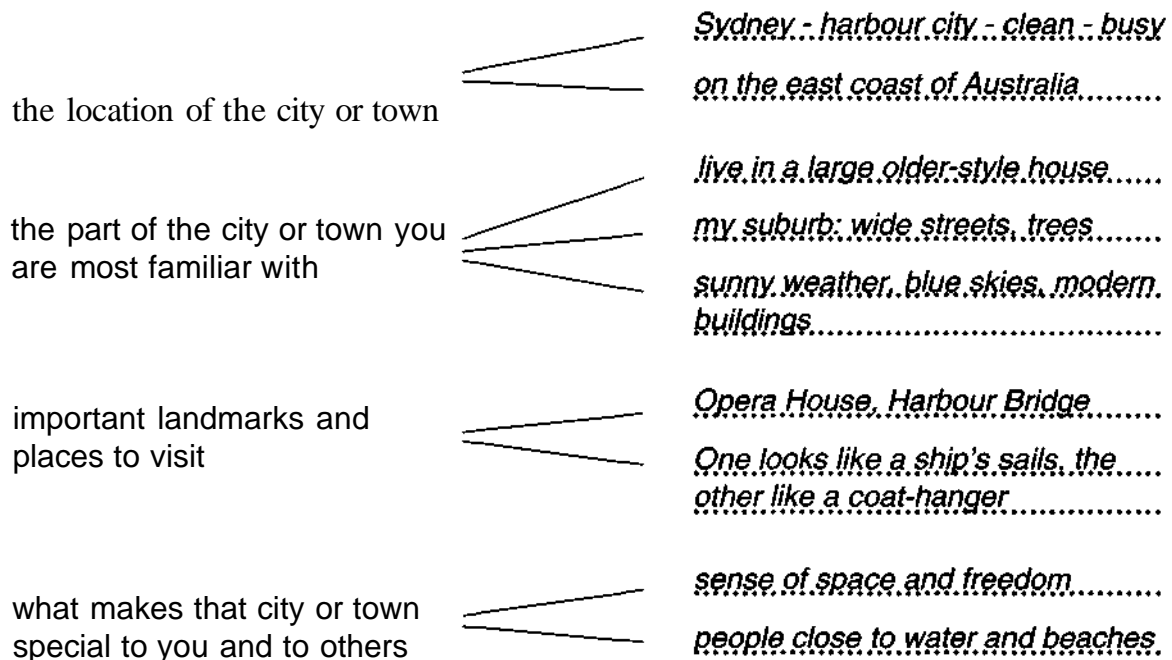 Sydney - harbour city - clean - busy
on the east coast of Australia
the location of the city or town
live in a large older-style house
the part of the city or town you
are most familiar with
my suburb: wide streets, trees
sunny weather, blue skies, modern
buildings
important landmarks and
places to visit
Opera House, Harbour Bridge
One looks like a ship's sails, the
other like a coat-hanger
what makes that city or town
special to you and to others
sense of space and freedom
people close to water and beaches